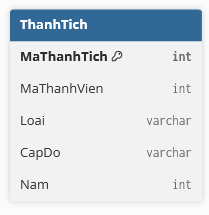 ThanhTich
MaThanhTich int
MaThanhVien int
Loai varchar
CapDo varchar
Nam int